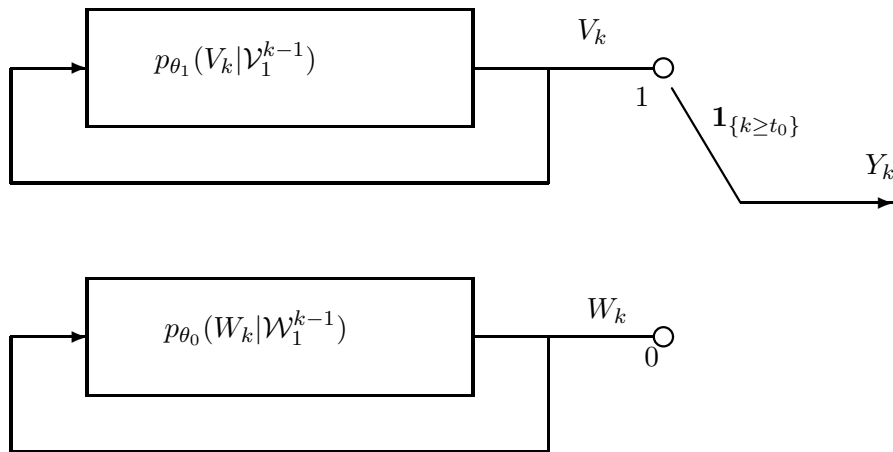 V_k
p_{θ_1}(V_k|𝒱_1^{k-1})
1
𝟏_{{k≥t_0}}
Y_k
W_k
p_{θ_0}(W_k|𝒲_1^{k-1})
0